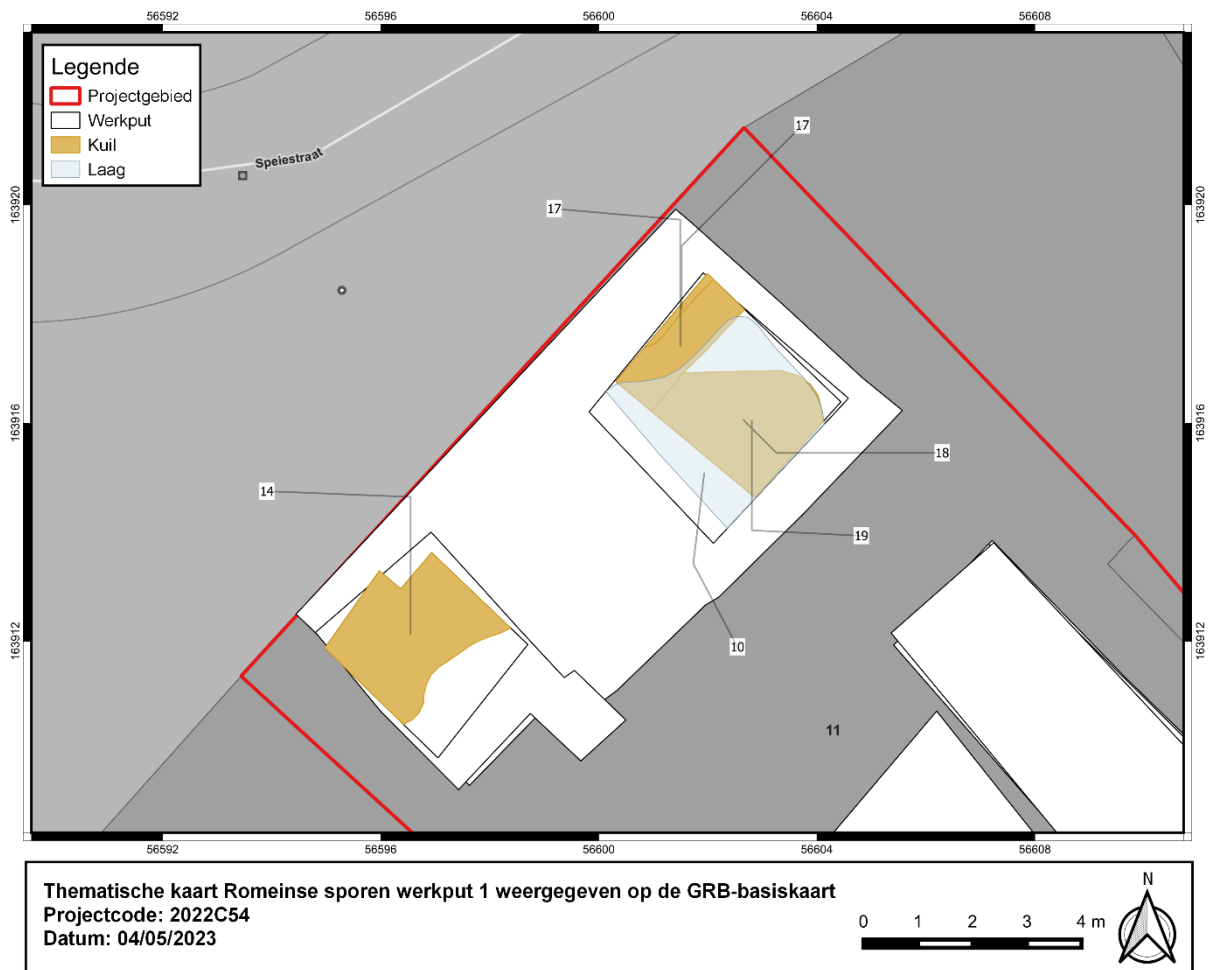 56592 56596 56600 56604 56608
Legende
Projectgebied
Werkput
Kuil
Laag
Speiestraat
17
17
163920 163920
163916 163916
18
14
19
163912 163912
10
11
56592 56596 56600 56604 56608
Thematische kaart Romeinse sporen werkput 1 weergegeven op de GRB-basiskaart
Projectcode: 2022C54
Datum: 04/05/2023
0 1 2 3 4 m
N